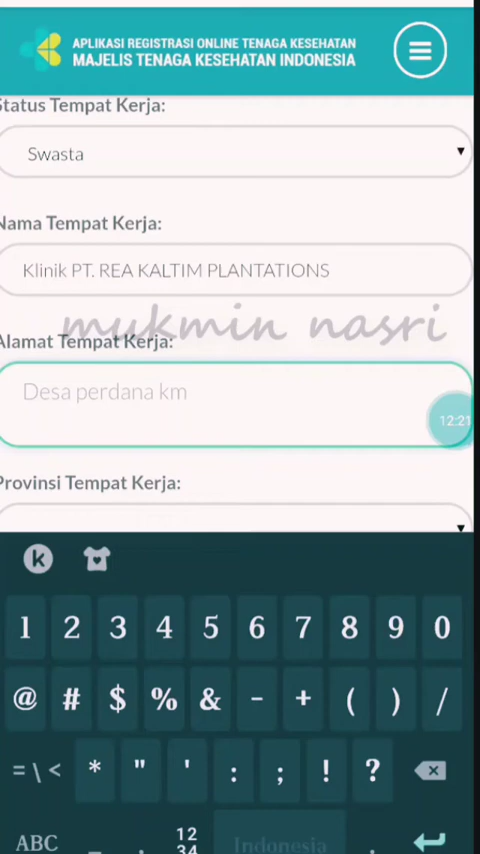 APLIKASI REGISTRASI ONLINE TENAGA KESEHATAN
MAJELIS TENAGA KESEHATAN INDONESIA
Status Tempat Kerja:
Swasta
Nama Tempat Kerja:
Klinik PT. REA KALTIM PLANTATIONS
mukmin nasri
Alamat Tempat Kerja:
Desa perdana km
12:21
Provinsi Tempat Kerja:
k
1 2 3 4 5 6 7 8 9 0
@ # $ % & - + ( ) /
= \ < * " ' : ; ! ?
ABC _ , 12 34 Indonesia .